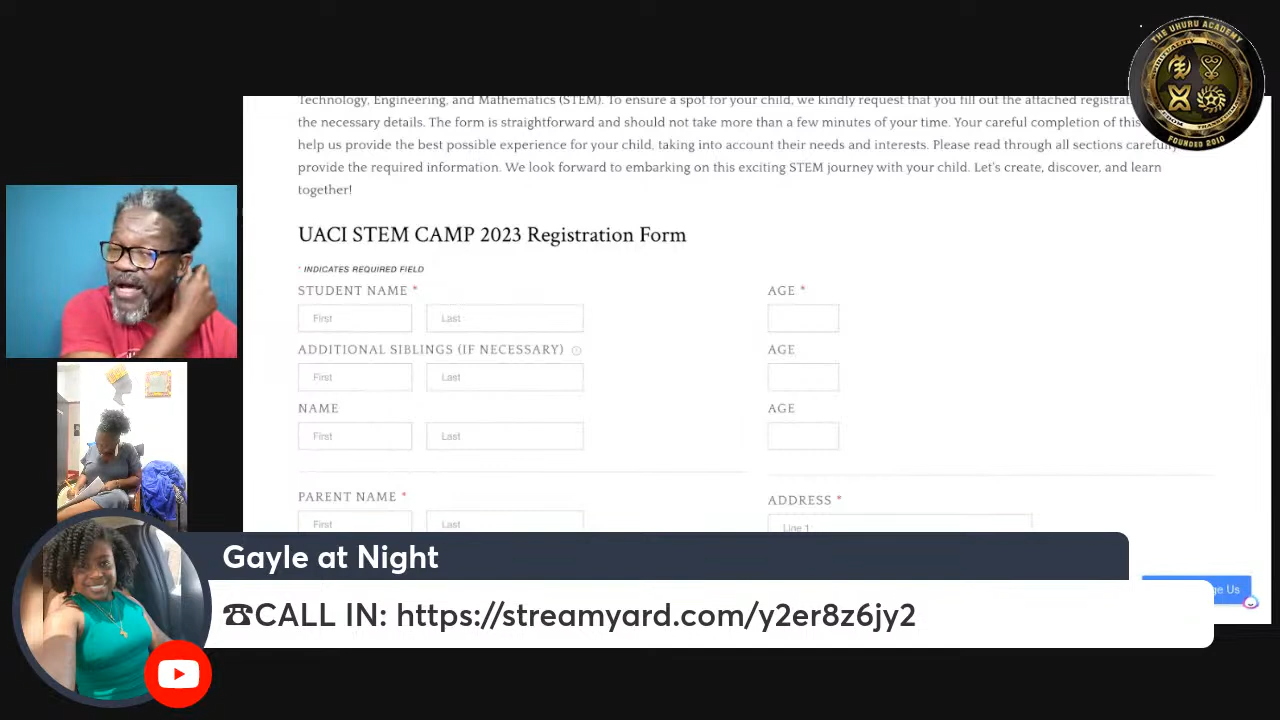 THE UHURU ACADEMY
FOUNDED 2010
Technology, Engineering, and Mathematics (STEM). To ensure a spot for your child, we kindly request that you fill out the attached
the necessary details. The form is straightforward and should not take more than a few minutes of your time. Your careful completion of this
help us provide the best possible experience for your child, taking into account their needs and interests. Please read through all sections carefully
provide the required information. We look forward to embarking on this exciting STEM journey with your child. Let's create, discover, and learn
together!
UACI STEM CAMP 2023 Registration Form
* INDICATES REQUIRED FIELD
STUDENT NAME * AGE *
First Last
ADDITIONAL SIBLINGS (IF NECESSARY) AGE
First Last
NAME AGE
First Last
PARENT NAME * ADDRESS *
First Last Line 1
Gayle at Night
☎CALL IN: https://streamyard.com/y2er8z6jy2
Us